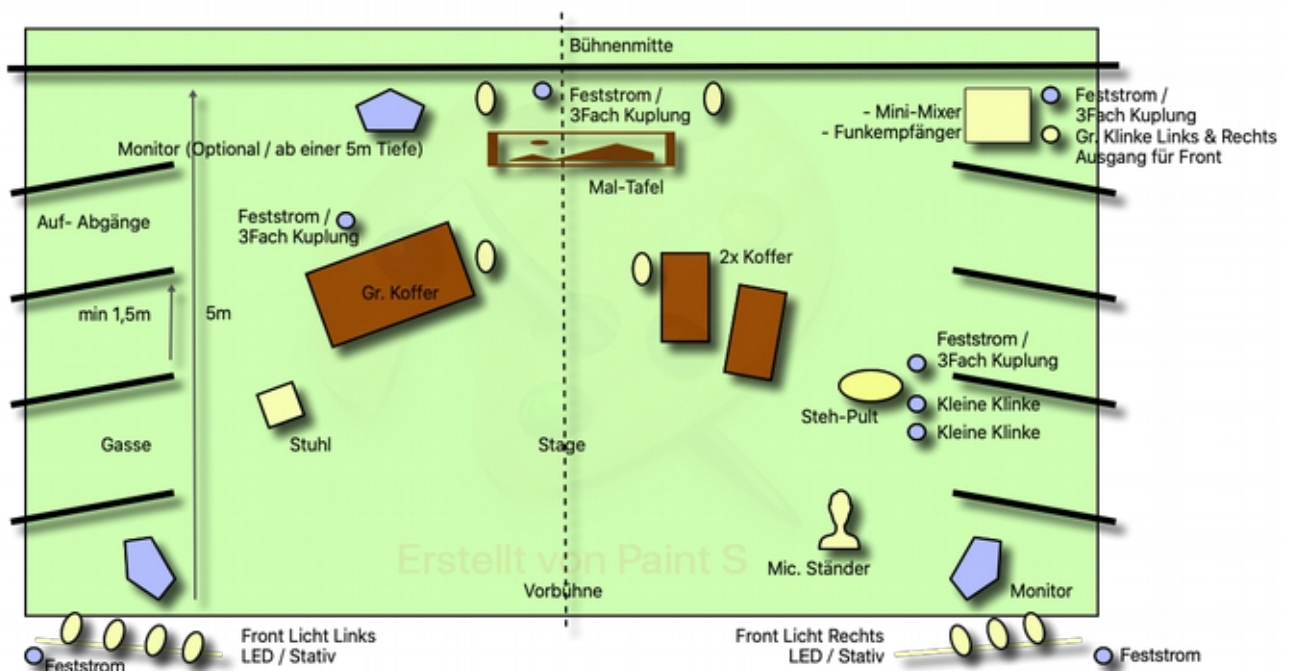 Bühnenmitte
Feststrom /
3Fach Kuplung
- Mini-Mixer
- Funkempfänger
Feststrom /
3Fach Kuplung
Gr. Klinke Links & Rechts
Ausgang für Front
Monitor (Optional / ab einer 5m Tiefe)
Mal-Tafel
Auf- Abgänge
Feststrom /
3Fach Kuplung
2x Koffer
Gr. Koffer
min 1,5m
5m
Feststrom /
3Fach Kuplung
Kleine Klinke
Steh-Pult
Kleine Klinke
Gasse
Stuhl
Stage
Erstellt von Paint S
Mic. Ständer
Vorbühne
Monitor
Front Licht Links
LED / Stativ
Front Licht Rechts
LED / Stativ
Feststrom
Feststrom